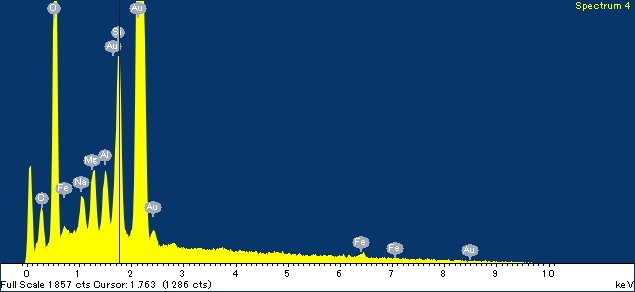 Spectrum 4
O Au
Si
Au
Mg Al
Fe Na
O Au
Fe Fe Au
0 1 2 3 4 5 6 7 8 9 10
Full Scale 1857 cts Cursor: 1.763 (1286 cts) keV